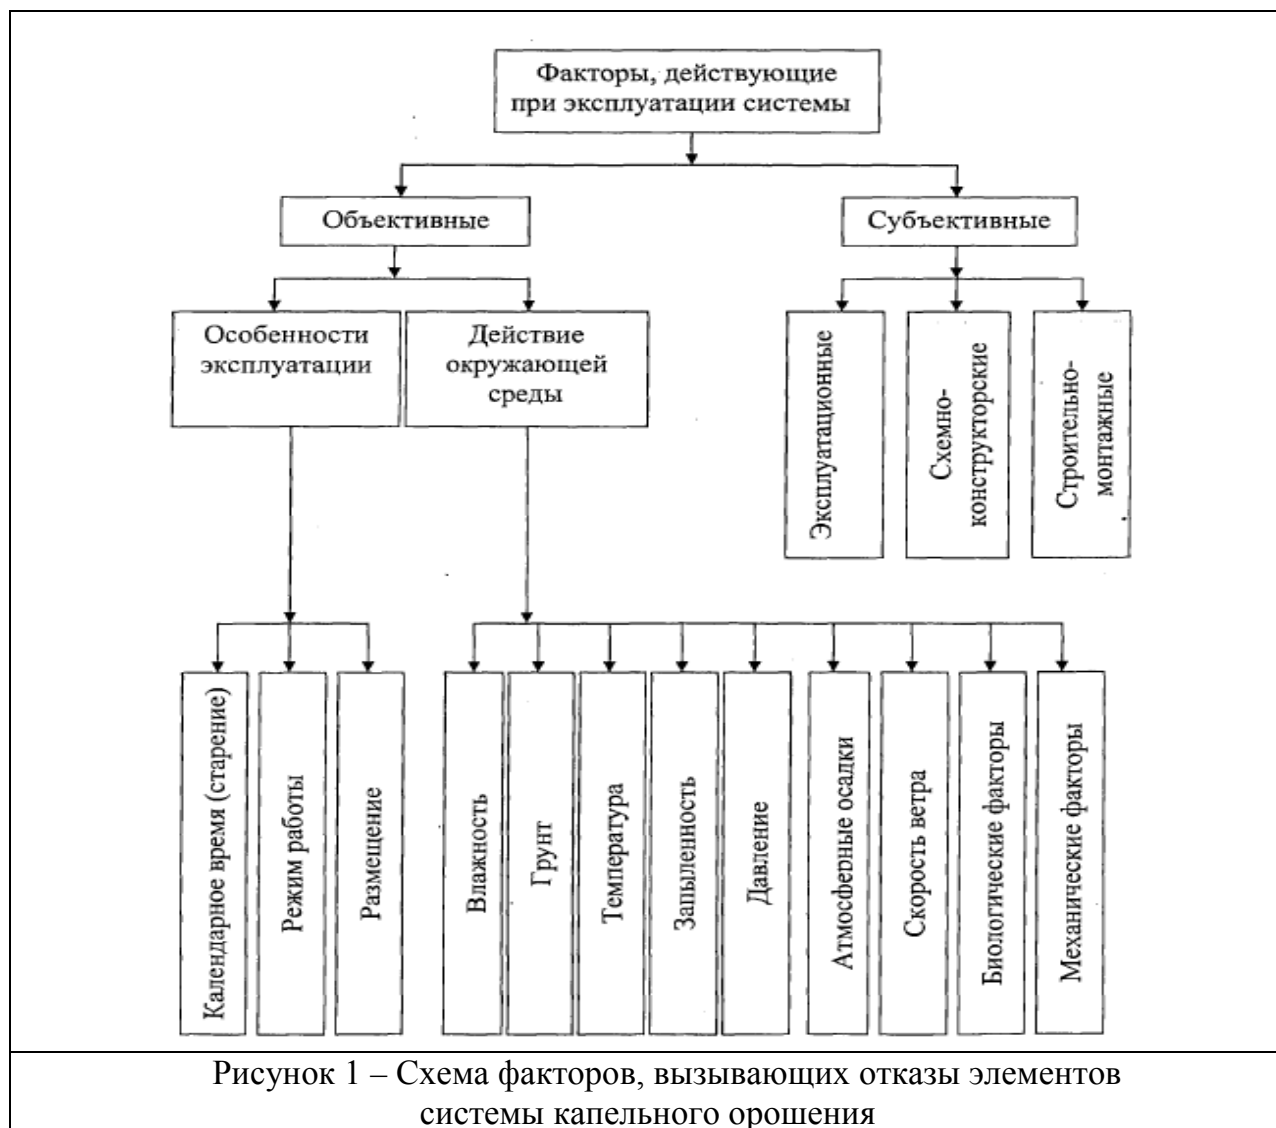 Факторы, действующие
при эксплуатации системы
Объективные
Субъективные
Особенности
эксплуатации
Действие
окружающей
среды
Эксплуатационные
Схемно-
конструкторские
Строительно-
монтажные
Календарное время (старение)
Режим работы
Размещение
Влажность
Грунт
Температура
Запыленность
Давление
Атмосферные осадки
Скорость ветра
Биологические факторы
Механические факторы
Рисунок 1 – Схема факторов, вызывающих отказы элементов
системы капельного орошения